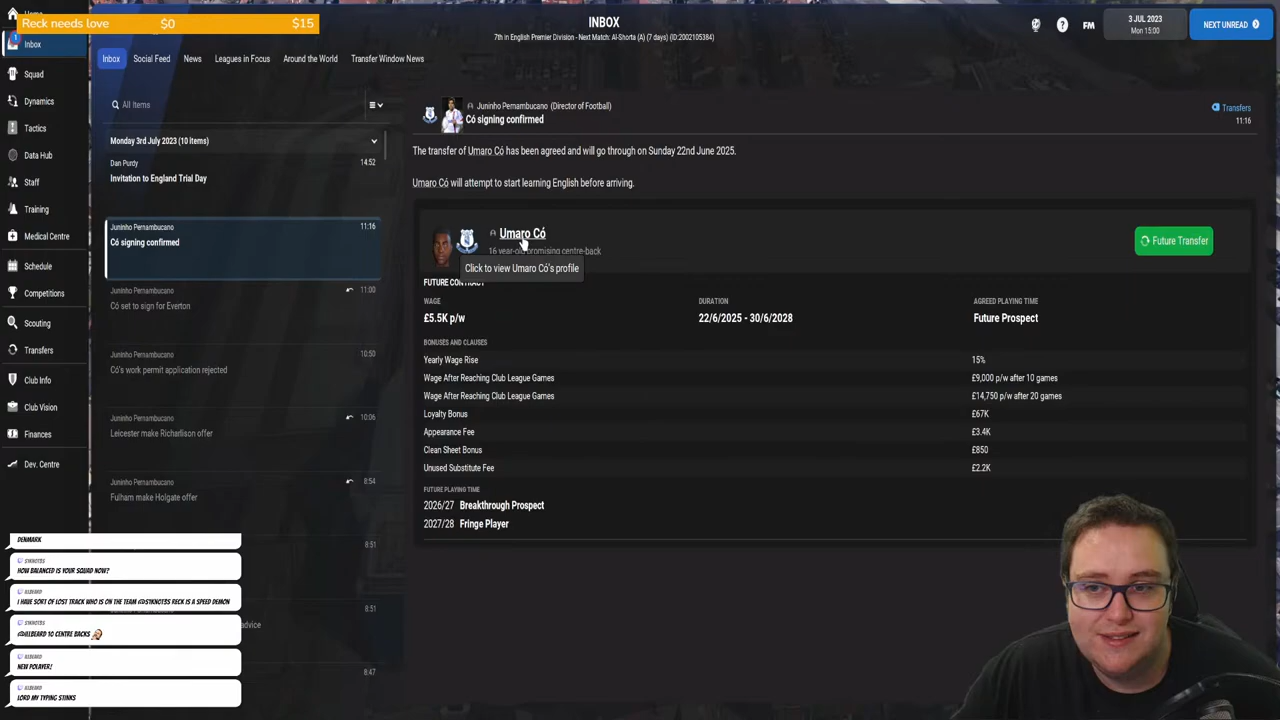 Reck needs love $0 $15
INBOX
7th in English Premier Division - Next Match: Al-Shorta (A) (7 days) (ID:2002105384)
FM
3 JUL 2023
Mon 15:00
NEXT UNREAD
1
Inbox
Squad
Dynamics
Tactics
Data Hub
Staff
Training
Medical Centre
Schedule
Competitions
Scouting
Transfers
Club Info
Club Vision
Finances
Dev. Centre
Inbox Social Feed News Leagues in Focus Around the World Transfer Window News
All Items
Monday 3rd July 2023 (10 Items)
Dan Purdy 14:52
Invitation to England Trial Day
Juninho Pernambucano 11:16
Có signing confirmed
Juninho Pernambucano 11:00
Có set to sign for Everton
Juninho Pernambucano 10:50
Có's work permit application rejected
Juninho Pernambucano 10:06
Leicester make Richarlison offer
Juninho Pernambucano 8:54
Fulham make Holgate offer
8:51
8:51
advice
8:47
Juninho Pernambucano (Director of Football)
Có signing confirmed
Transfers
11:16
The transfer of Umaro Có has been agreed and will go through on Sunday 22nd June 2025.
Umaro Có will attempt to start learning English before arriving.
Umaro Có
16 year-old promising centre-back
Click to view Umaro Có's profile
Future Transfer
FUTURE CONTRACT
WAGE DURATION AGREED PLAYING TIME
£5.5K p/w 22/6/2025 - 30/6/2028 Future Prospect
BONUSES AND CLAUSES
Yearly Wage Rise 15%
Wage After Reaching Club League Games £9,000 p/w after 10 games
Wage After Reaching Club League Games £14,750 p/w after 20 games
Loyalty Bonus £67K
Appearance Fee £3.4K
Clean Sheet Bonus £850
Unused Substitute Fee £2.2K
FUTURE PLAYING TIME
2026/27 Breakthrough Prospect
2027/28 Fringe Player
DENMARK
HOW BALANCED IS YOUR SQUAD NOW?
I HAVE SORT OF LOST TRACK WHO IS ON THE TEAM @S1KNOT3S RECK IS A SPEED DEMON
@ILLBEARD 10 CENTRE BACKS
NEW POLAYER!
LORD MY TYPING STINKS